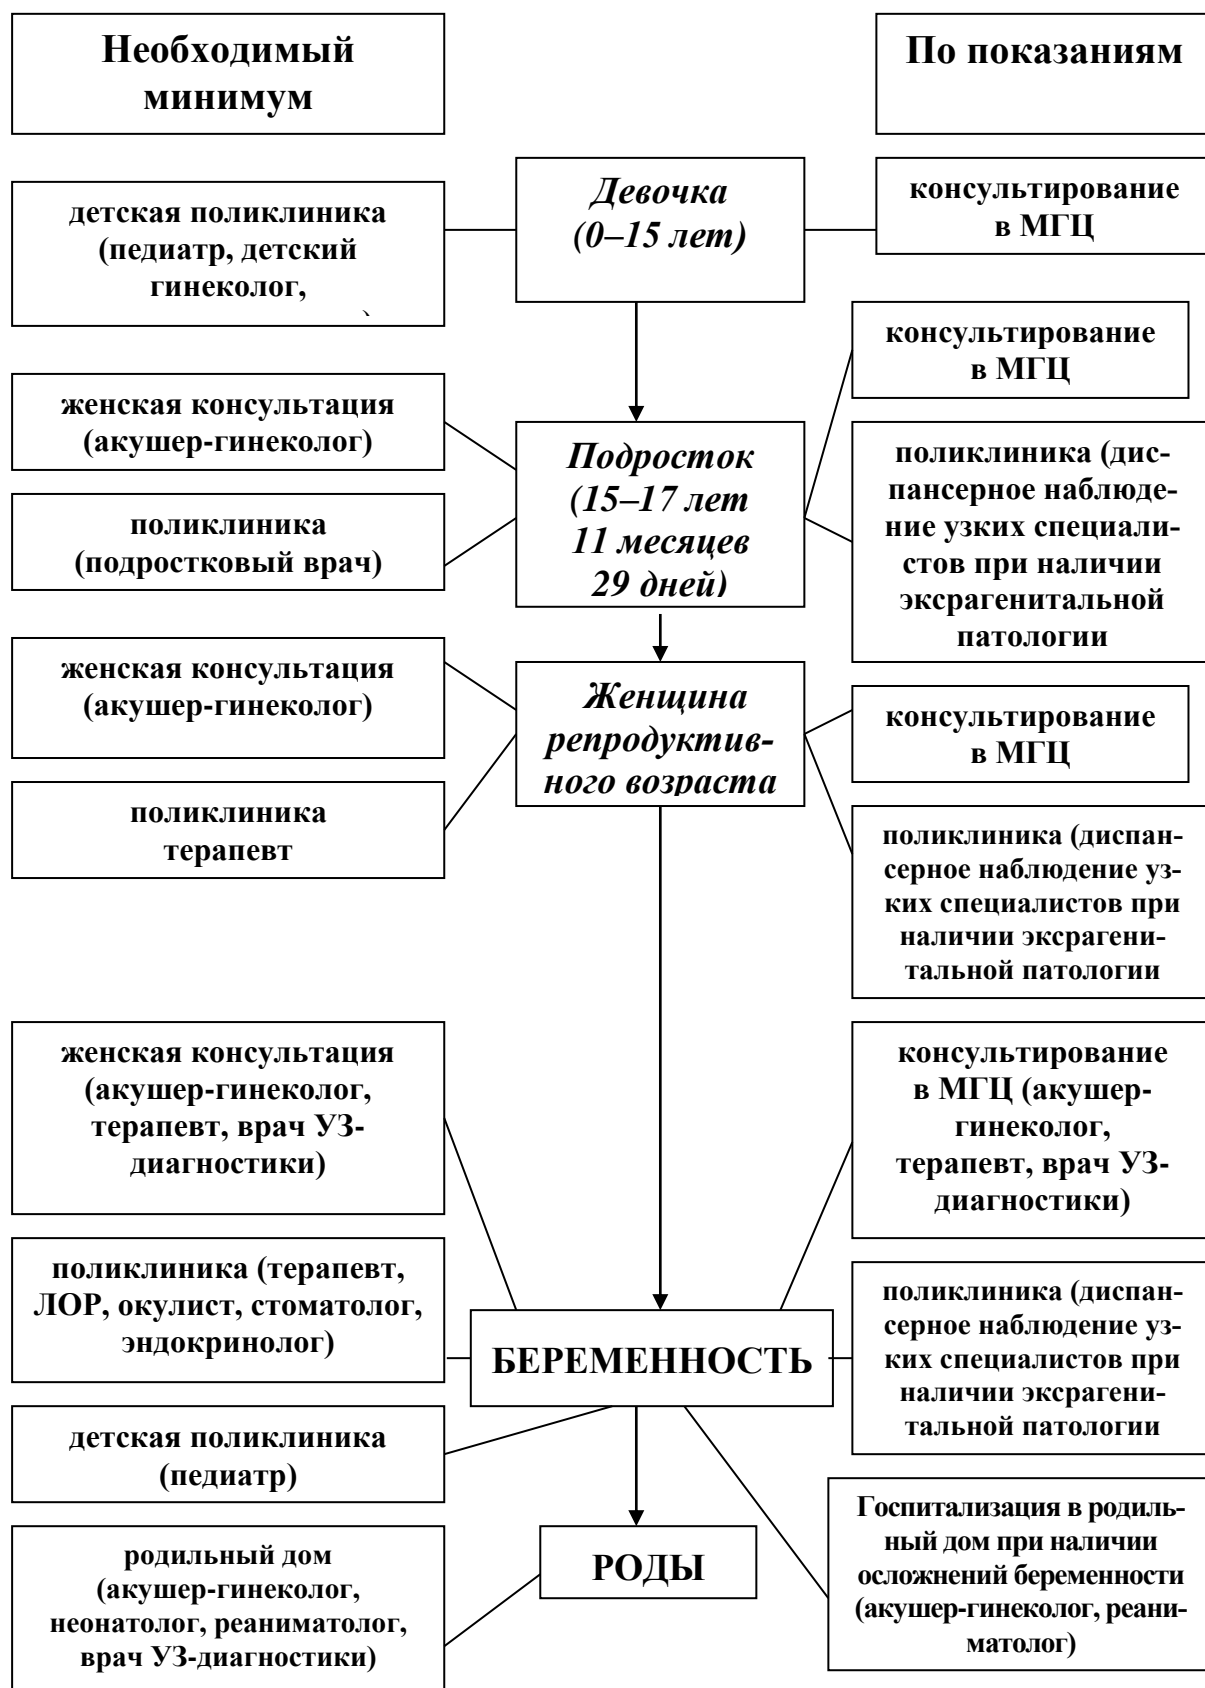 Необходимый
минимум
По показаниям
Девочка
(0–15 лет)
детская поликлиника
(педиатр, детский
гинеколог,
консультирование
в МГЦ
консультирование
в МГЦ
женская консультация
(акушер-гинеколог)
поликлиника
(подростковый врач)
Подросток
(15–17 лет
11 месяцев
29 дней)
поликлиника (дис-
пансерное наблюде-
ние узких специали-
стов при наличии
эксрагенитальной
патологии
женская консультация
(акушер-гинеколог)
поликлиника
терапевт
Женщина
репродуктив-
ного возраста
консультирование
в МГЦ
поликлиника (диспан-
серное наблюдение уз-
ких специалистов при
наличии эксрагени-
тальной патологии
женская консультация
(акушер-гинеколог,
терапевт, врач УЗ-
диагностики)
консультирование
в МГЦ (акушер-
гинеколог,
терапевт, врач УЗ-
диагностики)
поликлиника (терапевт,
ЛОР, окулист, стоматолог,
эндокринолог)
БЕРЕМЕННОСТЬ
поликлиника (диспан-
серное наблюдение уз-
ких специалистов при
наличии эксрагени-
тальной патологии
детская поликлиника
(педиатр)
родильный дом
(акушер-гинеколог,
неонатолог, реаниматолог,
врач УЗ-диагностики)
РОДЫ
Госпитализация в родиль-
ный дом при наличии
осложнений беременности
(акушер-гинеколог, реани-
матолог)